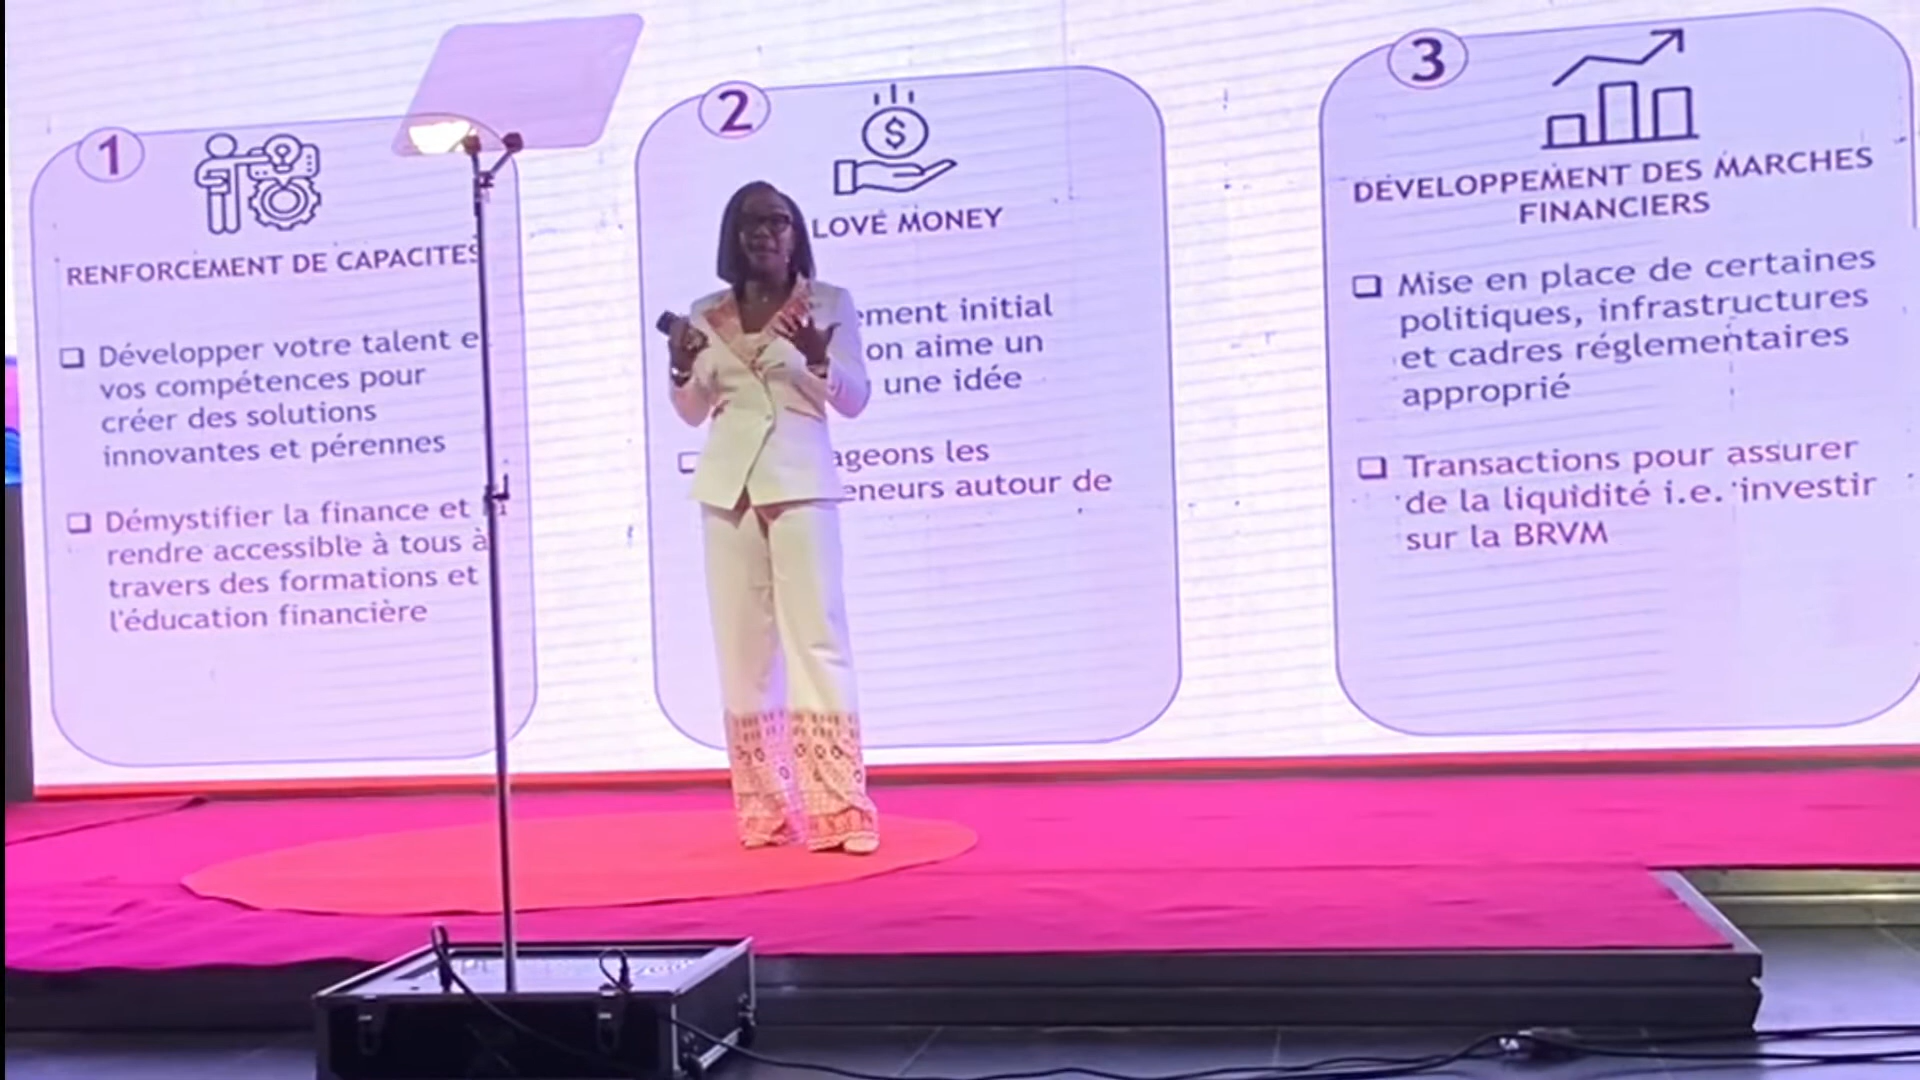 1
RENFORCEMENT DE CAPACITES
❑ Développer votre talent e
vos compétences pour
créer des solutions
innovantes et pérennes
❑ Démystifier la finance et
rendre accessible à tous à
travers des formations et
l'éducation financière
2
$
LOVE MONEY
ement initial
on aime un
une idée
❑ ageons les
eneurs autour de
3
DEVELOPPEMENT DES MARCHES
FINANCIERS
❑ Mise en place de certaines
politiques, infrastructures
et cadres réglementaires
approprié
❑ Transactions pour assurer
de la liquidité i.e. investir
sur la BRVM